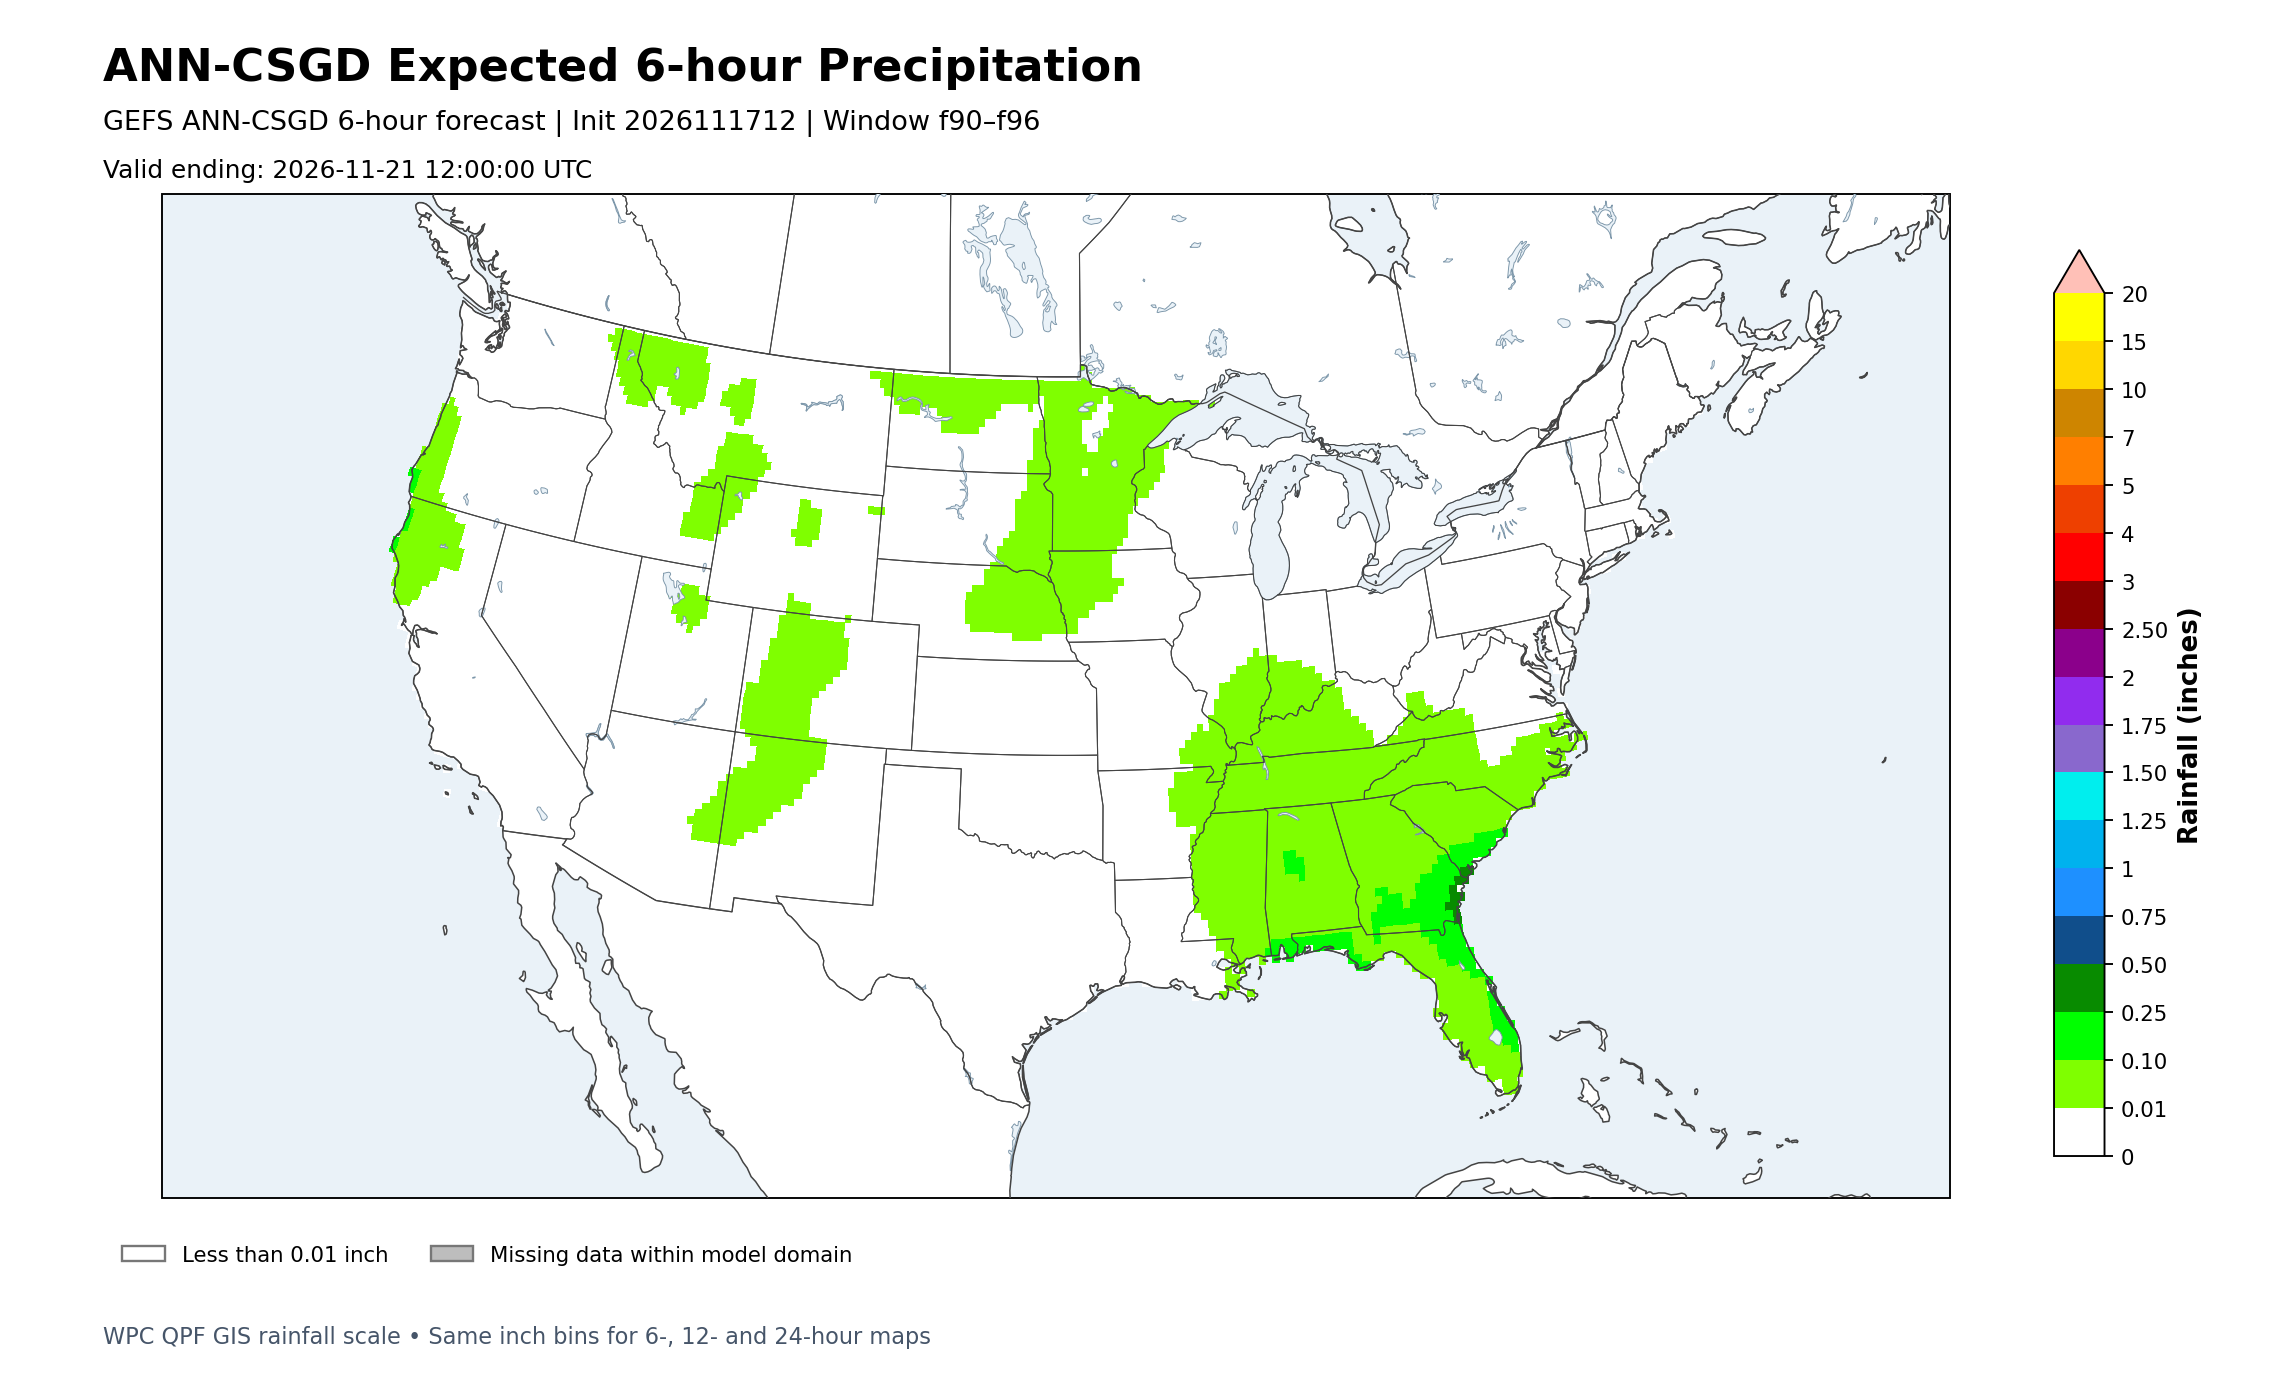 ANN-CSGD Expected 6-hour Precipitation
GEFS ANN-CSGD 6-hour forecast | Init 2026111712 | Window f90–f96
Valid ending: 2026-11-21 12:00:00 UTC
20
15
10
7
5
4
3
2.50
2
1.75
1.50
1.25
1
0.75
0.50
0.25
0.10
0.01
0
Rainfall (inches)
Less than 0.01 inch
Missing data within model domain
WPC QPF GIS rainfall scale • Same inch bins for 6-, 12- and 24-hour maps